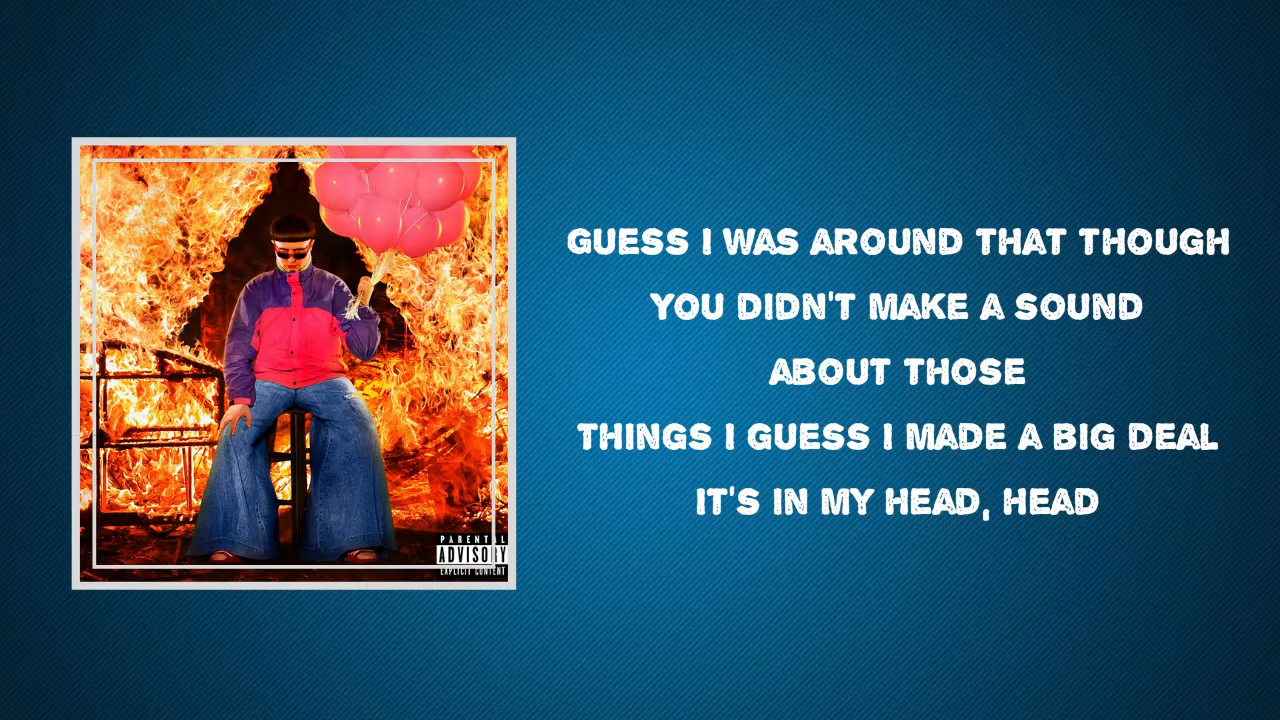 PARENTAL
ADVISORY
EXPLICIT CONTENT
GUESS I WAS AROUND THAT THOUGH
YOU DIDN'T MAKE A SOUND
ABOUT THOSE
THINGS I GUESS I MADE A BIG DEAL
IT'S IN MY HEAD, HEAD